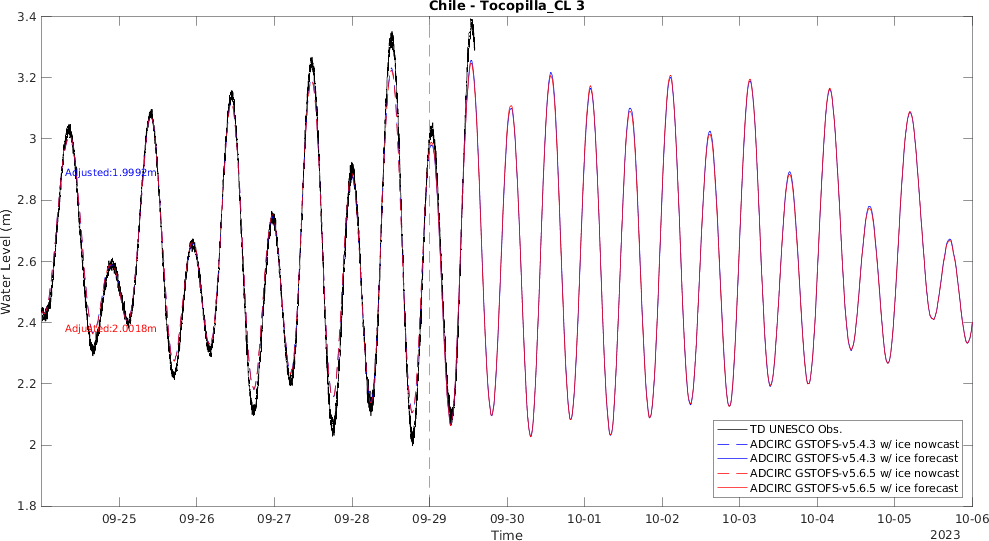 Chile - Tocopilla_CL 3
3.4
3.2
3
2.8
2.6
2.4
2.2
2
1.8
Water Level (m)
Adjusted:1.9992m
Adjusted:2.0018m
TD UNESCO Obs.
ADCIRC GSTOFS-v5.4.3 w/ ice nowcast
ADCIRC GSTOFS-v5.4.3 w/ ice forecast
ADCIRC GSTOFS-v5.6.5 w/ ice nowcast
ADCIRC GSTOFS-v5.6.5 w/ ice forecast
09-25 09-26 09-27 09-28 09-29 09-30 10-01 10-02 10-03 10-04 10-05 10-06
Time
2023